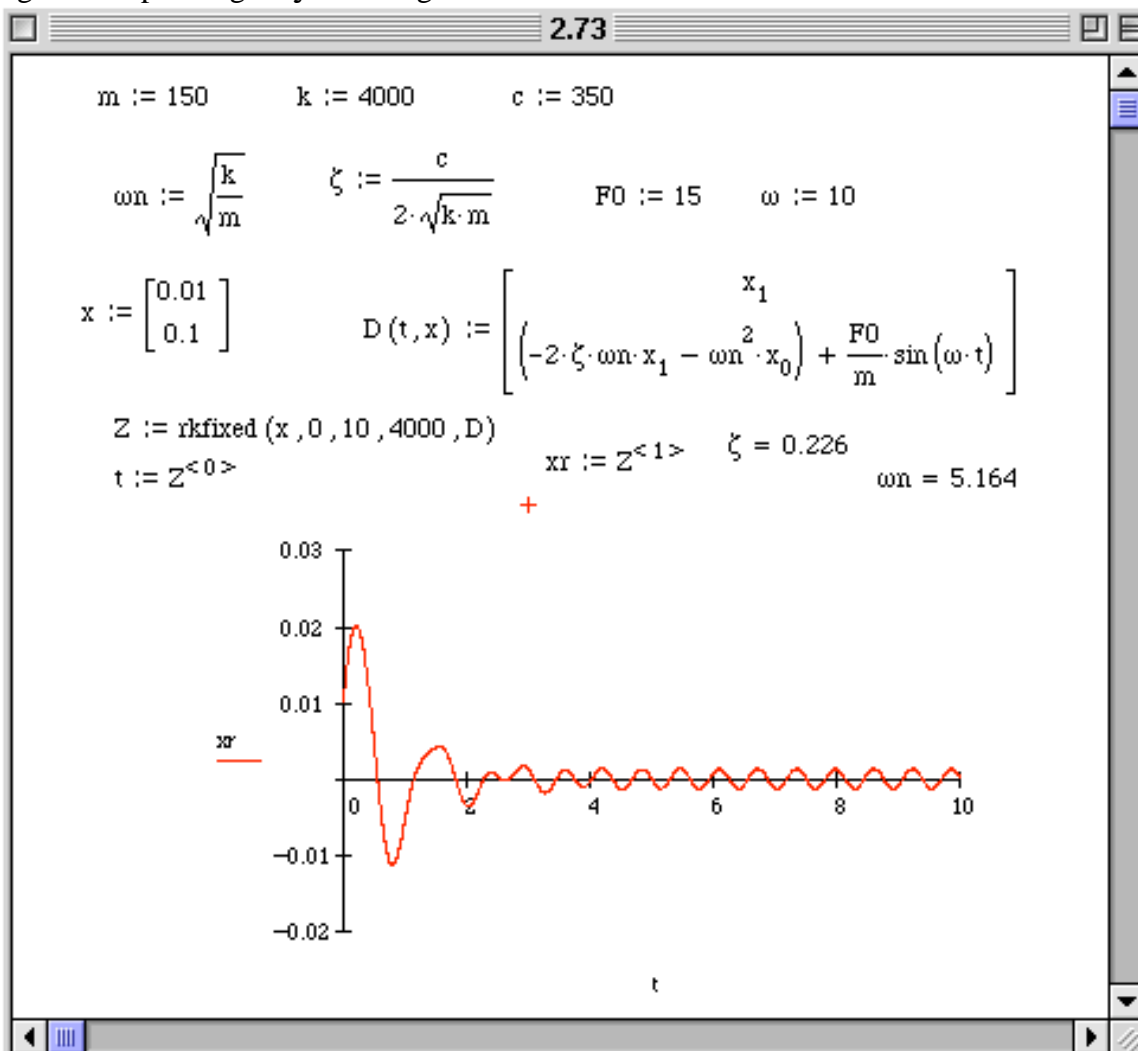 2.73
m := 150 k := 4000 c := 350
ωn := √(k/m) ζ := c/(2·√(k·m)) F0 := 15 ω := 10
x := [0.01 0.1] D(t,x) := [x₁ (−2·ζ·ωn·x₁ − ωn²·x₀) + F0/m·sin(ω·t)]
Z := rkfixed(x,0,10,4000,D)
t := Z^<0> xr := Z^<1> ζ = 0.226 ωn = 5.164
0.03
0.02
0.01
xr
0 2 4 6 8 10
−0.01
−0.02
t